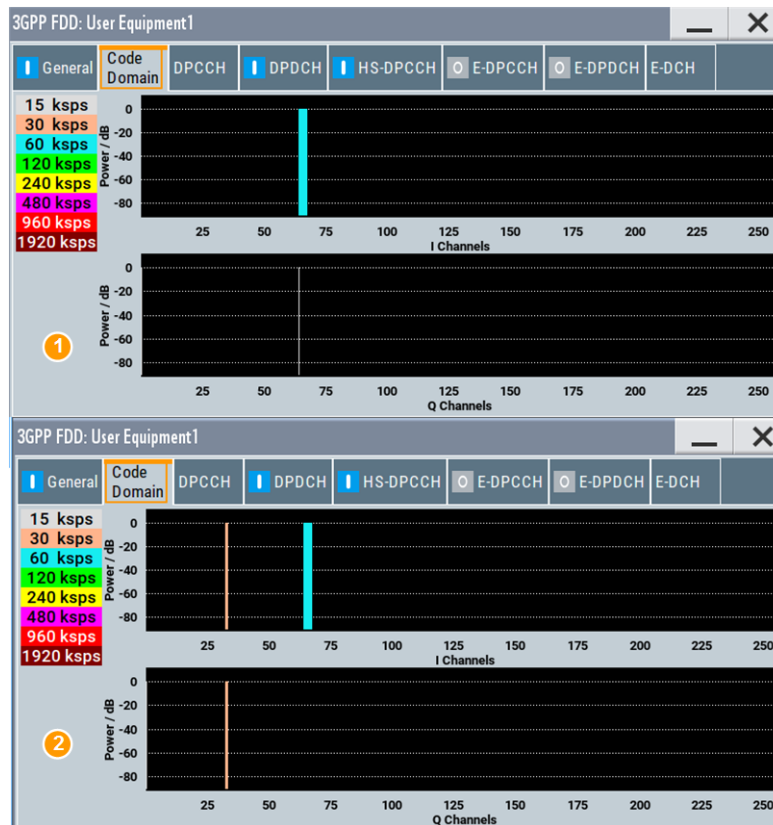 3GPP FDD: User Equipment1
General Code Domain DPCCH DPDCH HS-DPCCH E-DPCCH E-DPDCH E-DCH
15 ksps
30 ksps
60 ksps
120 ksps
240 ksps
480 ksps
960 ksps
1920 ksps
Power / dB
0
-20
-40
-60
-80
25 50 75 100 125 150 175 200 225 250
I Channels
Power / dB
0
-20
-40
-60
-80
1
25 50 75 100 125 150 175 200 225 250
Q Channels
3GPP FDD: User Equipment1
General Code Domain DPCCH DPDCH HS-DPCCH E-DPCCH E-DPDCH E-DCH
15 ksps
30 ksps
60 ksps
120 ksps
240 ksps
480 ksps
960 ksps
1920 ksps
Power / dB
0
-20
-40
-60
-80
25 50 75 100 125 150 175 200 225 250
I Channels
Power / dB
0
-20
-40
-60
-80
2
25 50 75 100 125 150 175 200 225 250
Q Channels